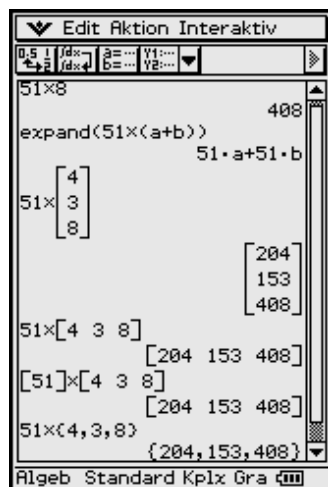 Edit Aktion Interaktiv
51×8
408
expand(51×(a+b))
51·a+51·b
51×[4
3
8]
[204
153
408]
51×[4 3 8]
[204 153 408]
[51]×[4 3 8]
[204 153 408]
51×{4,3,8}
{204,153,408}
Algeb Standard Kplx Gra